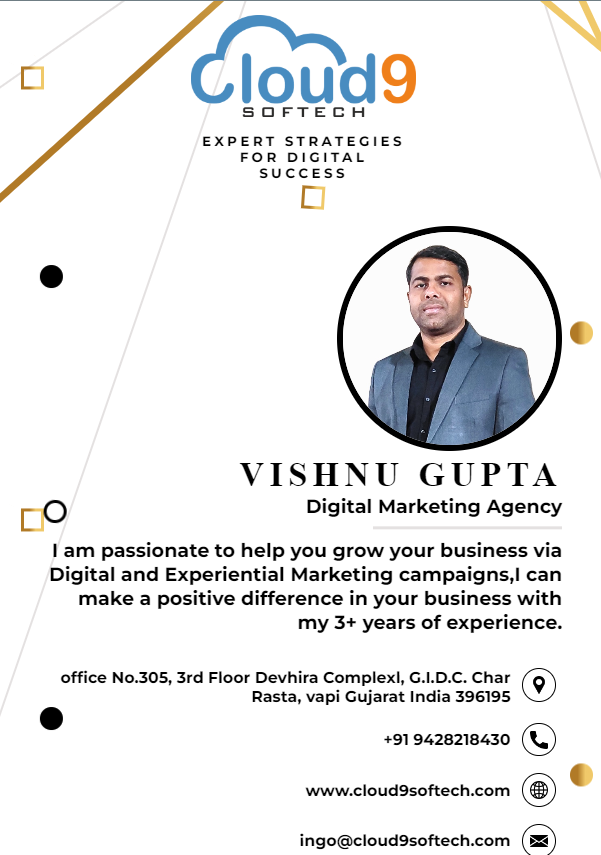 Cloud9
SOFTECH
EXPERT STRATEGIES
FOR DIGITAL
SUCCESS
VISHNU GUPTA
Digital Marketing Agency
I am passionate to help you grow your business via
Digital and Experiential Marketing campaigns,I can
make a positive difference in your business with
my 3+ years of experience.
office No.305, 3rd Floor Devhira Complexl, G.I.D.C. Char
Rasta, vapi Gujarat India 396195
+91 9428218430
www.cloud9softech.com
ingo@cloud9softech.com